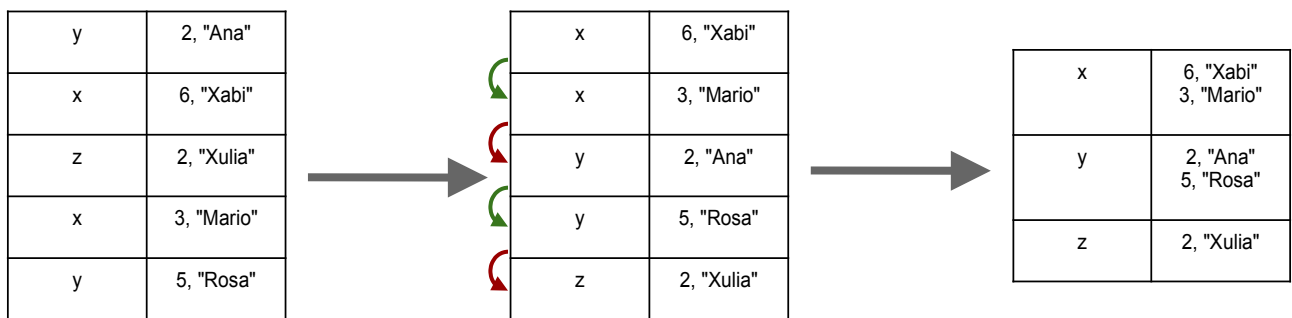 y 2, "Ana"
x 6, "Xabi"
z 2, "Xulia"
x 3, "Mario"
y 5, "Rosa"
x 6, "Xabi"
x 3, "Mario"
y 2, "Ana"
y 5, "Rosa"
z 2, "Xulia"
x 6, "Xabi"
3, "Mario"
y 2, "Ana"
5, "Rosa"
z 2, "Xulia"